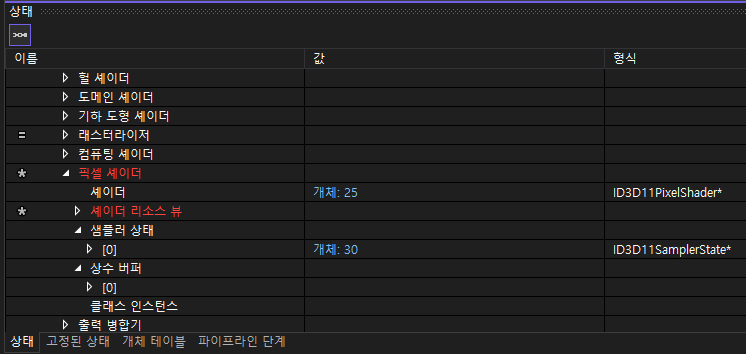 상태
이름 값 형식
헐 셰이더
도메인 셰이더
기하 도형 셰이더
래스터라이저
컴퓨팅 셰이더
픽셀 셰이더
셰이더 개체: 25 ID3D11PixelShader*
셰이더 리소스 뷰
샘플러 상태
[0] 개체: 30 ID3D11SamplerState*
상수 버퍼
[0]
클래스 인스턴스
출력 병합기
상태 고정된 상태 개체 테이블 파이프라인 단계